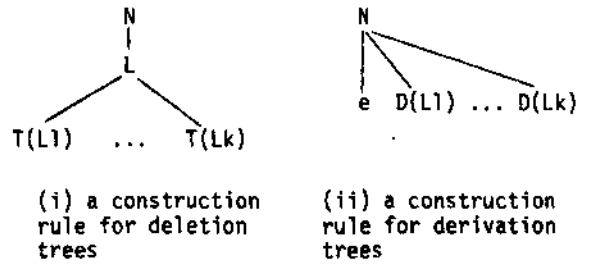 N N
L
e D(L1) ... D(Lk)
T(L1) ... T(Lk)
(i) a construction
rule for deletion
trees
(ii) a construction
rule for derivation
trees